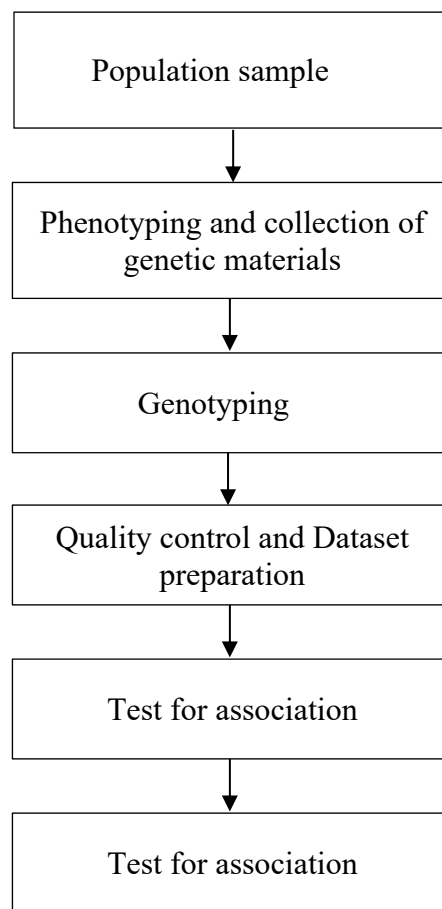 Population sample
Phenotyping and collection of
genetic materials
Genotyping
Quality control and Dataset
preparation
Test for association
Test for association